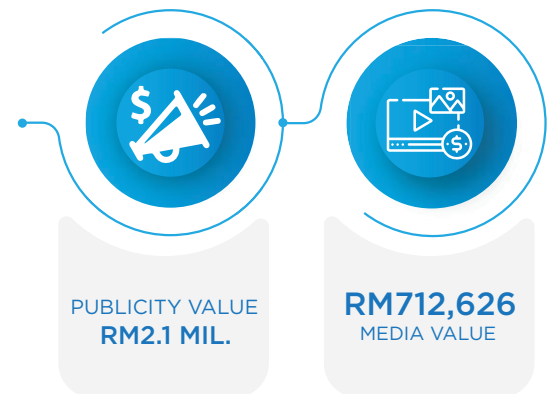 $
$
PUBLICITY VALUE
RM2.1 MIL.
RM712,626
MEDIA VALUE